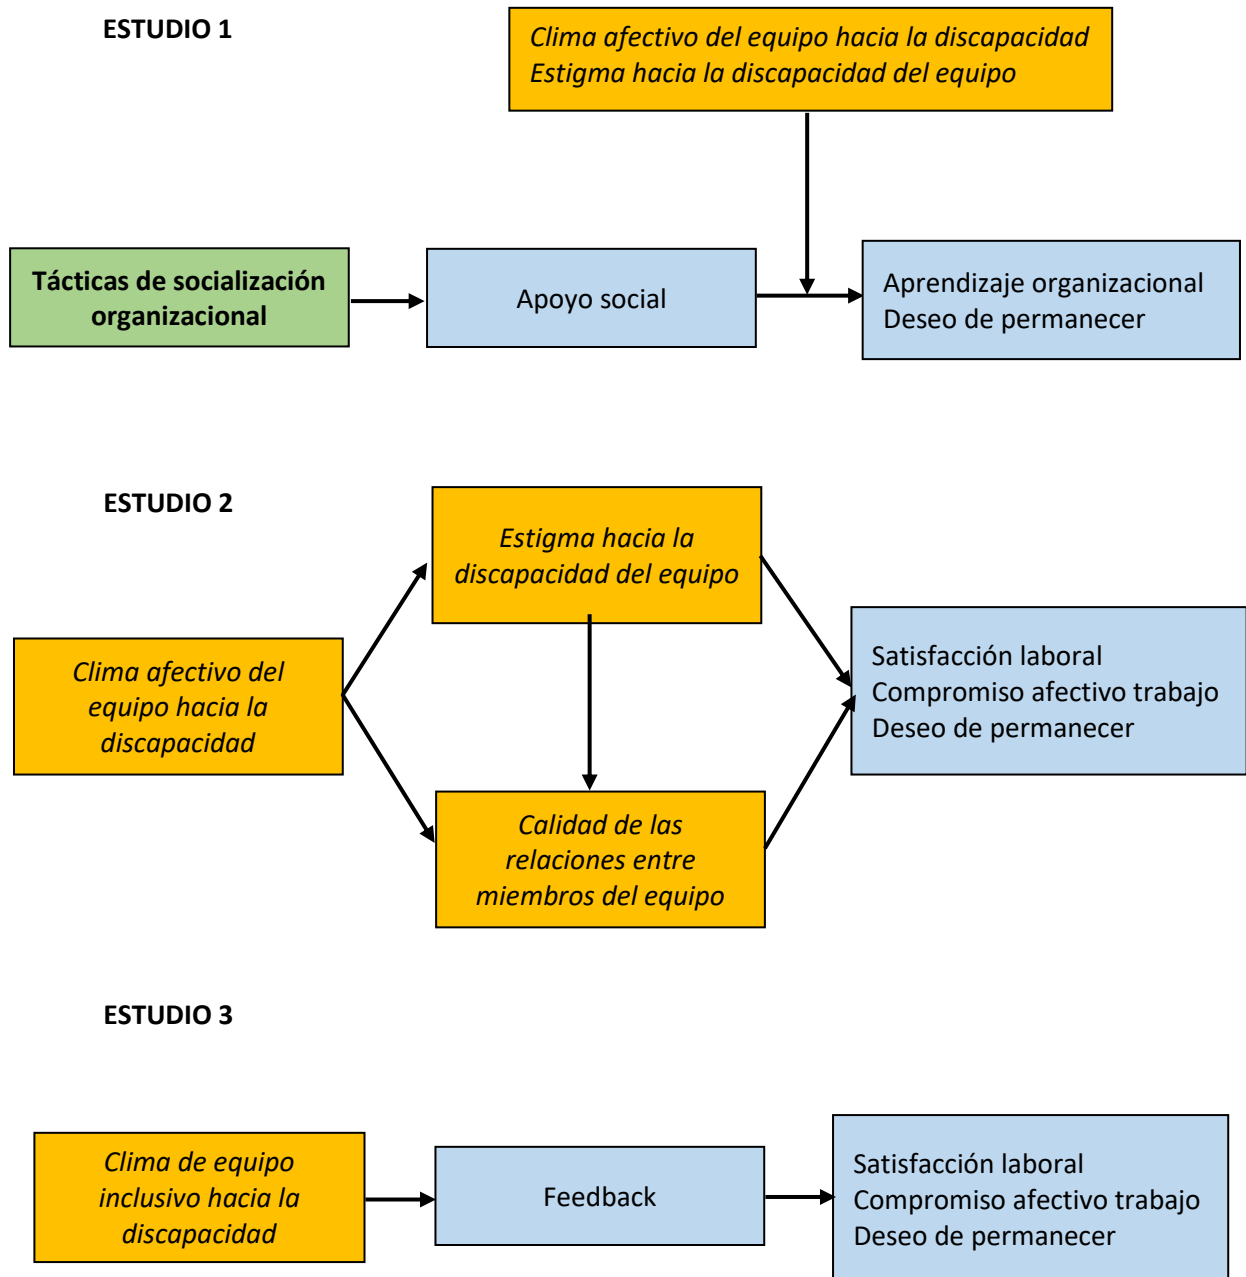 ESTUDIO 1
Clima afectivo del equipo hacia la discapacidad
Estigma hacia la discapacidad del equipo
Tácticas de socialización
organizacional
Apoyo social
Aprendizaje organizacional
Deseo de permanecer
ESTUDIO 2
Estigma hacia la
discapacidad del equipo
Clima afectivo del
equipo hacia la
discapacidad
Satisfacción laboral
Compromiso afectivo trabajo
Deseo de permanecer
Calidad de las
relaciones entre
miembros del equipo
ESTUDIO 3
Clima de equipo
inclusivo hacia la
discapacidad
Feedback
Satisfacción laboral
Compromiso afectivo trabajo
Deseo de permanecer